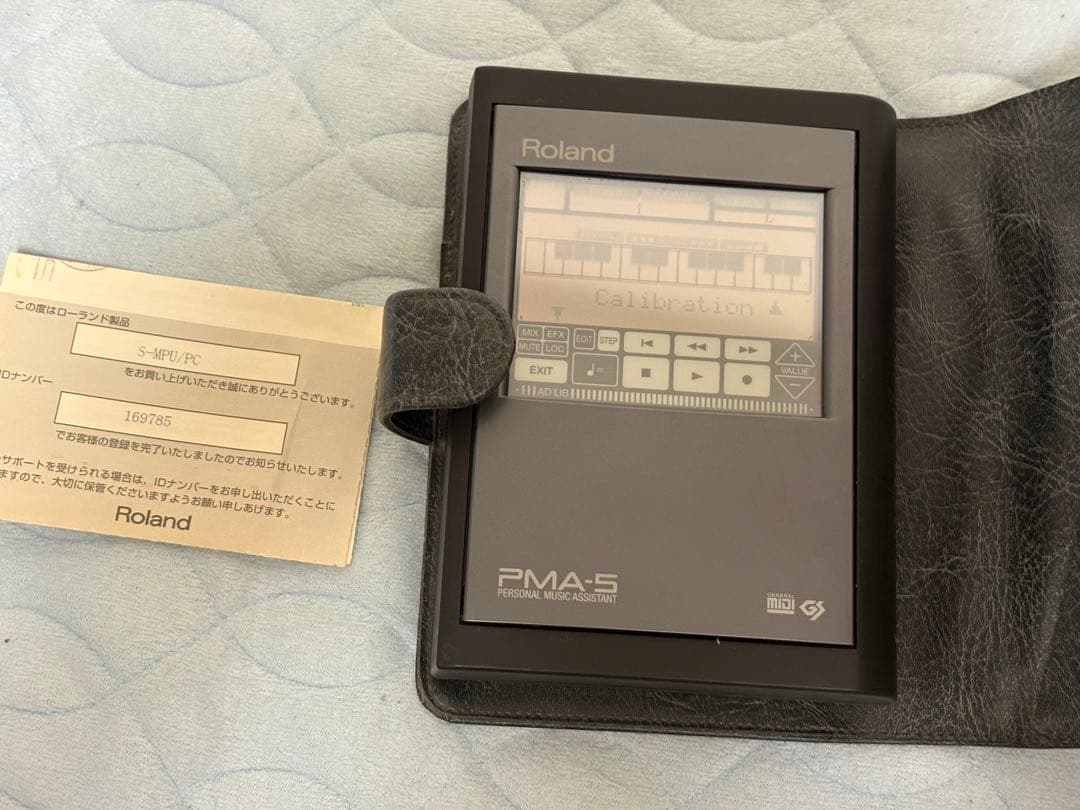 この度はローランド製品
S-MPU/PC
をお買い上げいただき誠にありがとうございます。
IDナンバー
169785
でお客様の登録を完了いたしましたのでお知らせいたします。
サポートを受けられる場合は、IDナンバーをお申し出いただくことに
ますので、大切に保管くださいますようお願い申しあげます。
Roland
Roland
L
Calibration
MIX EFX EDIT STEP
MUTE LOC
EXIT
VALUE
AD LIB
PMA-5
PERSONAL MUSIC ASSISTANT
GENERAL
MIDI GS